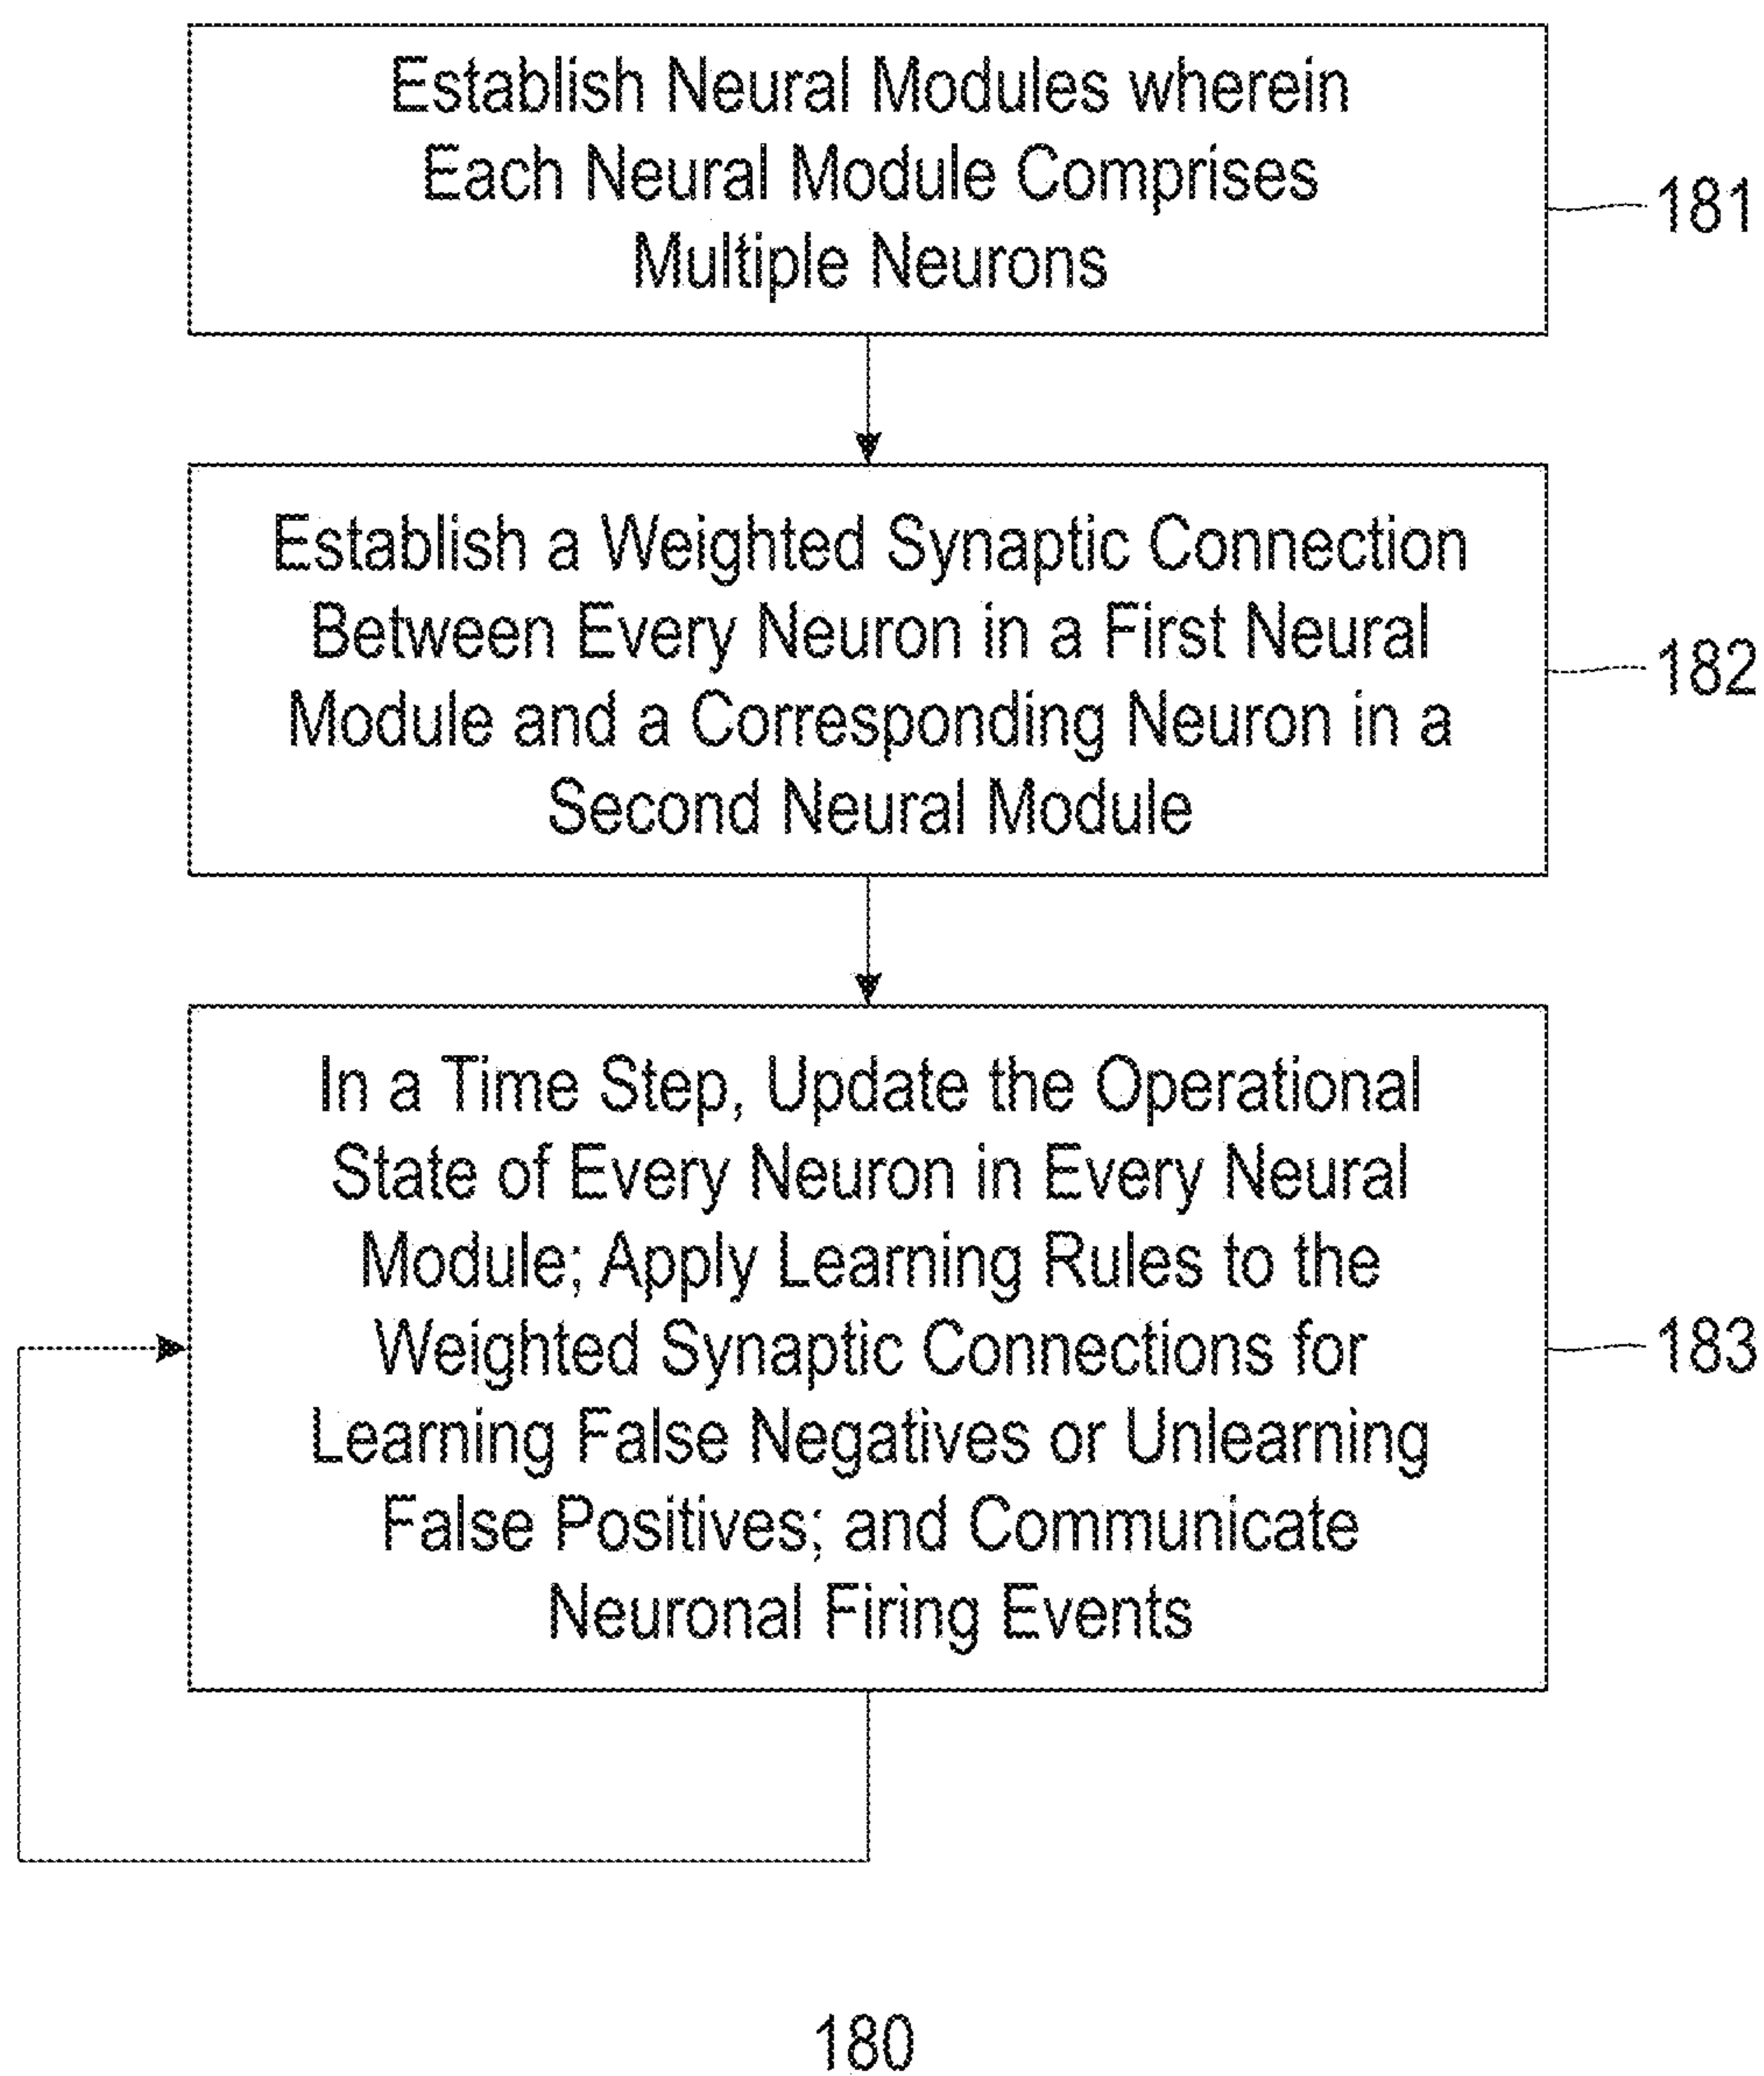 Establish Neural Modules wherein
Each Neural Module Comprises
Multiple Neurons
181
Establish a Weighted Synaptic Connection
Between Every Neuron in a First Neural
Module and a Corresponding Neuron in a
Second Neural Module
182
In a Time Step, Update the Operational
State of Every Neuron in Every Neural
Module; Apply Learning Rules to the
Weighted Synaptic Connections for
Learning False Negatives or Unlearning
False Positives; and Communicate
Neuronal Firing Events
183
180